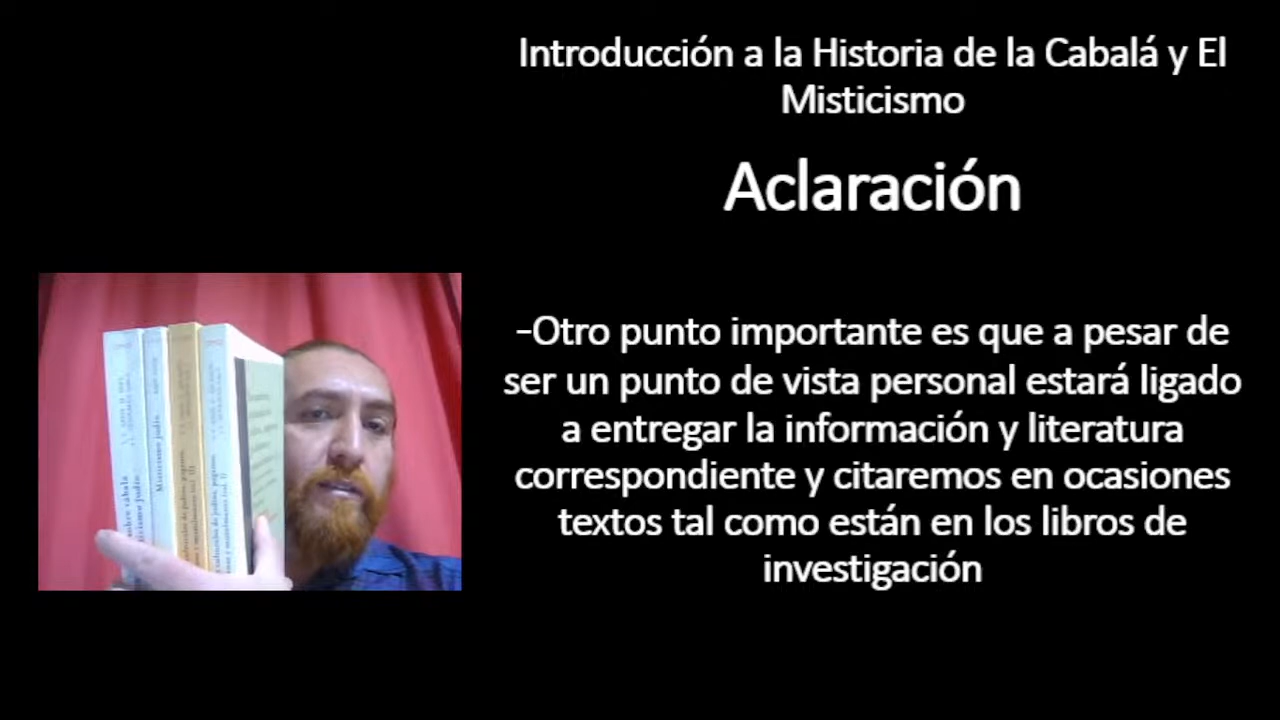 Introducción a la Historia de la Cabalá y El
Misticismo
Aclaración
-Otro punto importante es que a pesar de
ser un punto de vista personal estará ligado
a entregar la información y literatura
correspondiente y citaremos en ocasiones
textos tal como están en los libros de
investigación
Misticismo judío